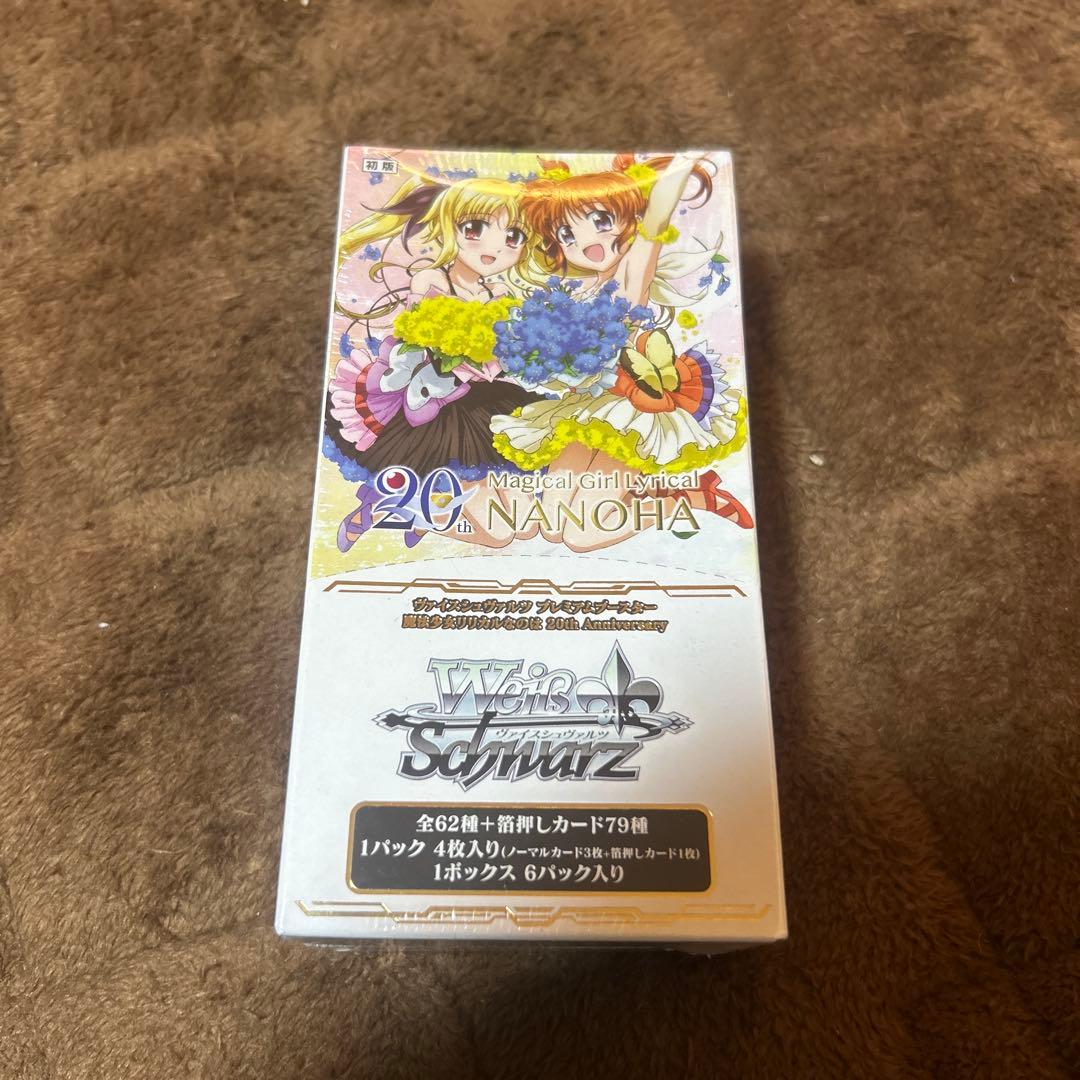 初版
20th
Magical Girl Lyrical
NANOHA
ヴァイスシュヴァルツ プレミアムブースター
魔法少女リリカルなのは 20th Anniversary
Weiß
ヴァイスシュヴァルツ
Schwarz
全62種+箔押しカード79種
1パック 4枚入り(ノーマルカード3枚+箔押しカード1枚)
1ボックス 6パック入り